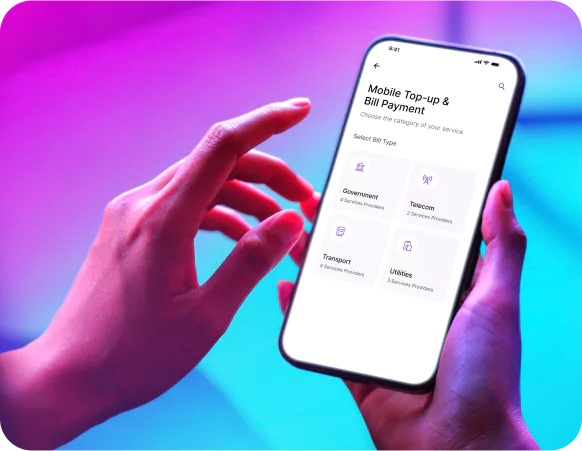 9:41
Mobile Top-up &
Bill Payment
Choose the category of your service
Select Bill Type
Government
6 Services Providers
Telecom
2 Services Providers
Transport
4 Services Providers
Utilities
3 Services Providers